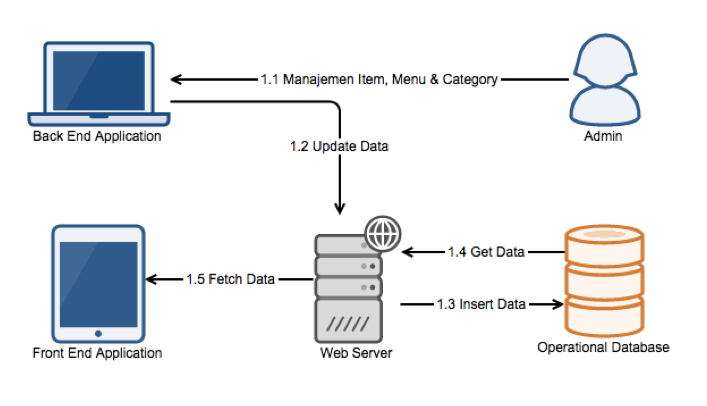 1.1 Manajemen Item, Menu & Category
Back End Application
Admin
1.2 Update Data
1.4 Get Data
1.5 Fetch Data
1.3 Insert Data
Front End Application
Web Server
Operational Database